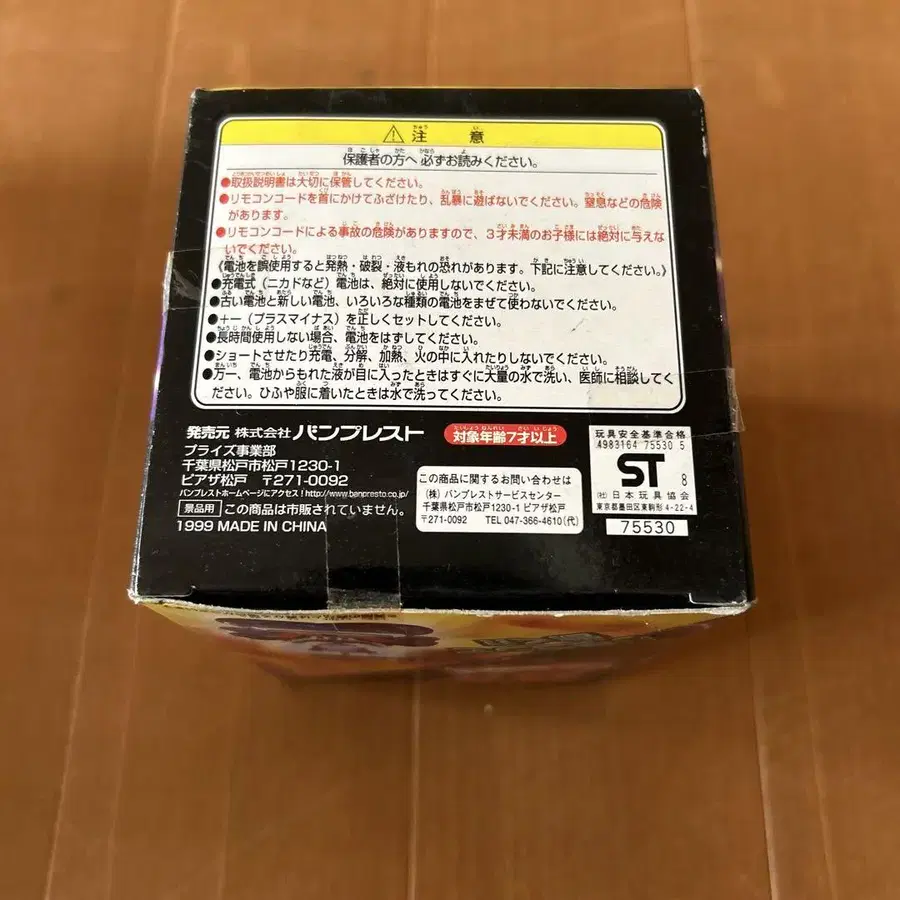 ⚠注意
保護者の方へ 必ずお読みください。
●取扱説明書は大切に保管してください。
●リモコンコードを首にかけてふざけたり、乱暴に遊ばないでください。窒息などの危険
があります。
●リモコンコードによる事故の危険がありますので、3才未満のお子様には絶対に与えな
いでください。
《電池を誤使用すると発熱・破裂・液もれの恐れがあります。下記に注意してください。》
●充電式(ニカドなど)電池は、絶対に使用しないでください。
●古い電池と新しい電池、いろいろな種類の電池をまぜて使わないでください。
●+-(プラスマイナス)を正しくセットしてください。
●長時間使用しない場合、電池をはずしてください。
●ショートさせたり充電、分解、加熱、火の中に入れたりしないでください。
●万一、電池からもれた液が目に入ったときはすぐに大量の水で洗い、医師に相談してく
ださい。ひふや服に着いたときは水で洗ってください。
発売元 株式会社 バンプレスト
プライズ事業部
千葉県松戸市松戸1230-1
ピアザ松戸 〒271-0092
バンプレストホームページにアクセス!http://www.banpresto.co.jp/
景品用 この商品は市販されていません。
1999 MADE IN CHINA
対象年齢7才以上
この商品に関するお問い合わせは
(株)バンプレストサービスセンター
千葉県松戸市松戸1230-1 ピアザ松戸
〒271-0092 TEL 047-366-4610(代)
玩具安全基準合格
4983164 75530 5
ST 8
(社)日本玩具協会
東京都墨田区東駒形4-22-4
75530